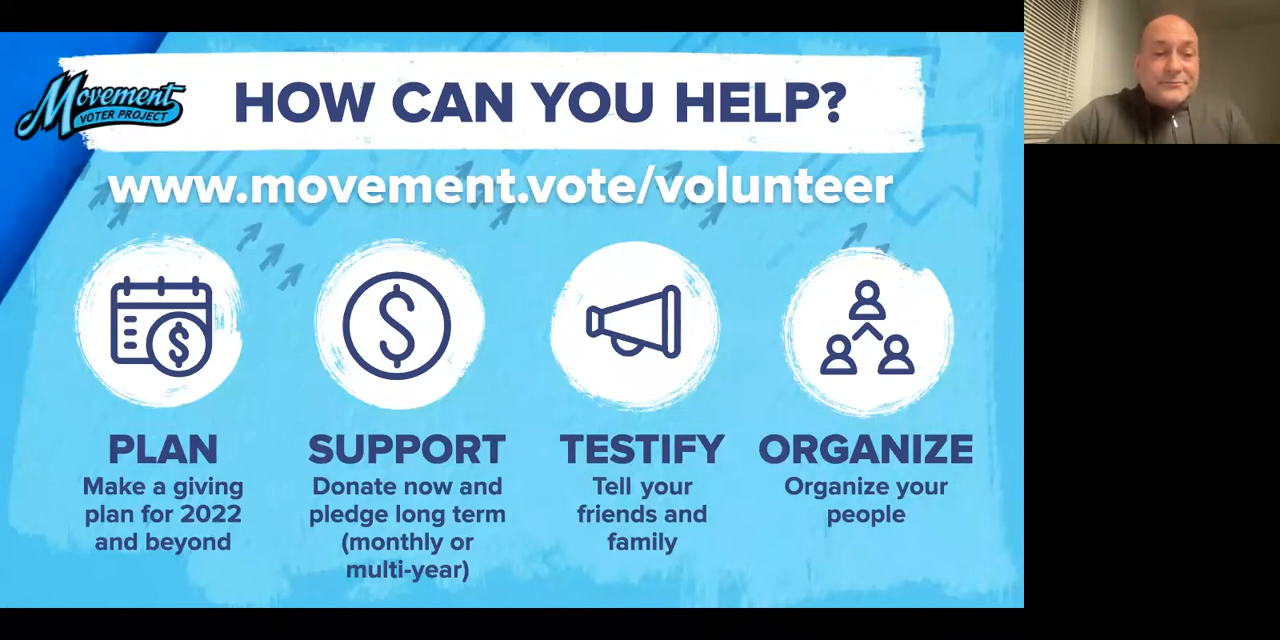 Movement
VOTER PROJECT
HOW CAN YOU HELP?
www.movement.vote/volunteer
PLAN
Make a giving
plan for 2022
and beyond
SUPPORT
Donate now and
pledge long term
(monthly or
multi-year)
TESTIFY
Tell your
friends and
family
ORGANIZE
Organize your
people